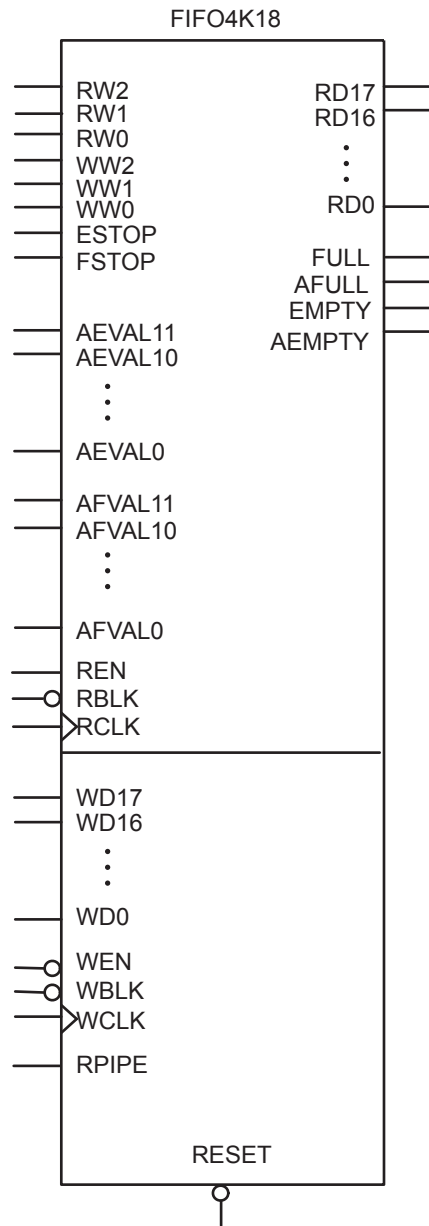 FIFO4K18
RW2
RW1
RW0
WW2
WW1
WW0
ESTOP
FSTOP
AEVAL11
AEVAL10
AEVAL0
AFVAL11
AFVAL10
AFVAL0
REN
RBLK
RCLK
RD17
RD16
RD0
FULL
AFULL
EMPTY
AEMPTY
WD17
WD16
WD0
WEN
WBLK
WCLK
RPIPE
RESET